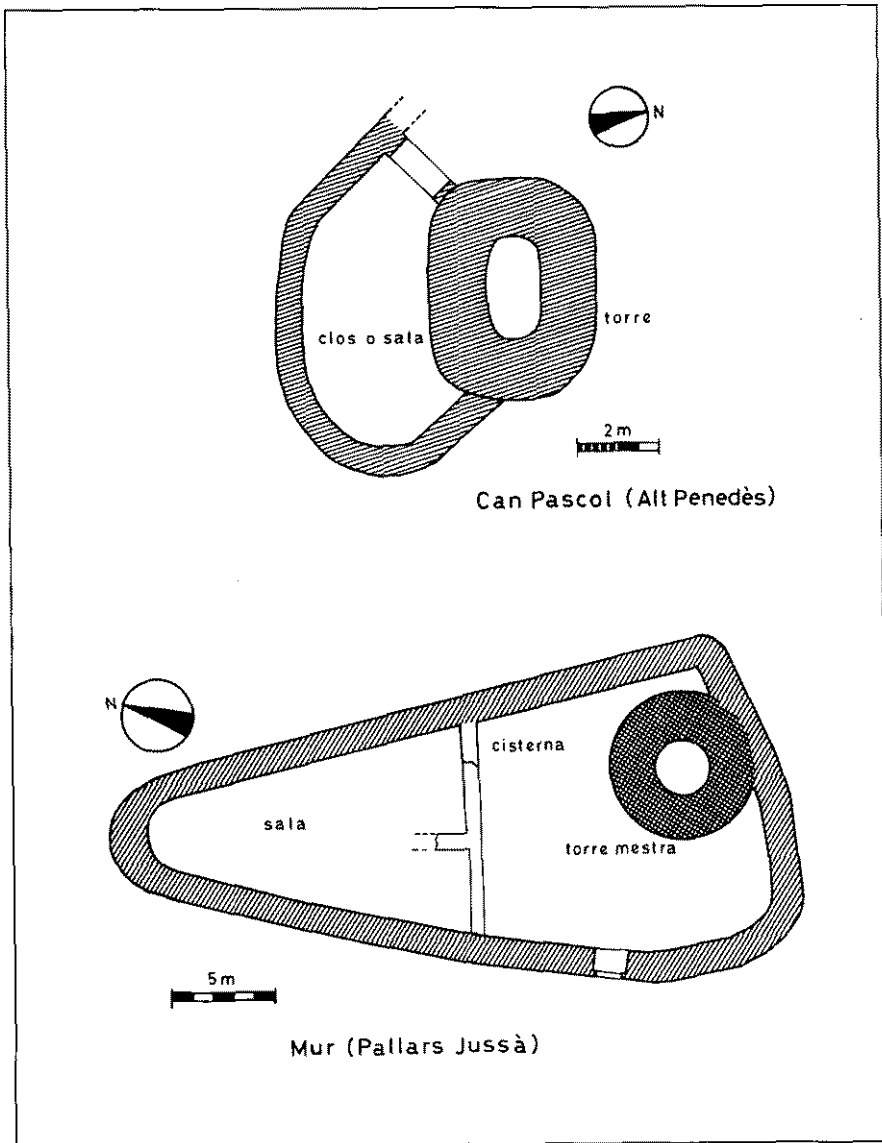 N
clos o sala
torre
2 m
Can Pascol (Alt Penedès)
N
cisterna
sala
torre mestra
5 m
Mur (Pallars Jussà)